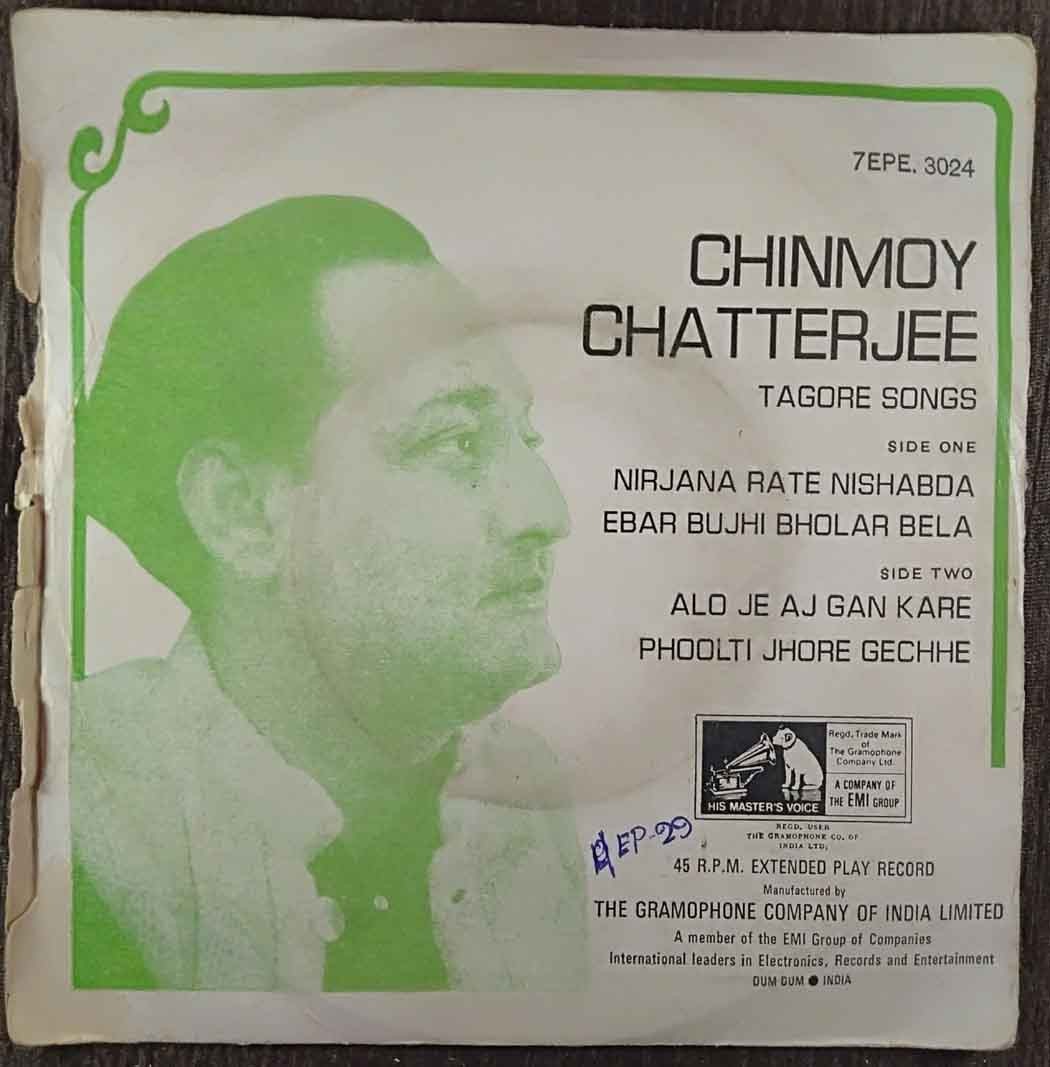 7EPE. 3024
CHINMOY
CHATTERJEE
TAGORE SONGS
SIDE ONE
NIRJANA RATE NISHABDA
EBAR BUJHI BHOLAR BELA
SIDE TWO
ALO JE AJ GAN KARE
PHOOLTI JHORE GECHHE
HIS MASTER'S VOICE
Regd. Trade Mark
of
The Gramophone
Company Ltd.
A COMPANY OF
THE EMI GROUP
REGD. USER
THE GRAMOPHONE CO. OF
INDIA LTD.
EP-29
45 R.P.M. EXTENDED PLAY RECORD
Manufactured by
THE GRAMOPHONE COMPANY OF INDIA LIMITED
A member of the EMI Group of Companies
International leaders in Electronics, Records and Entertainment
DUM DUM ● INDIA